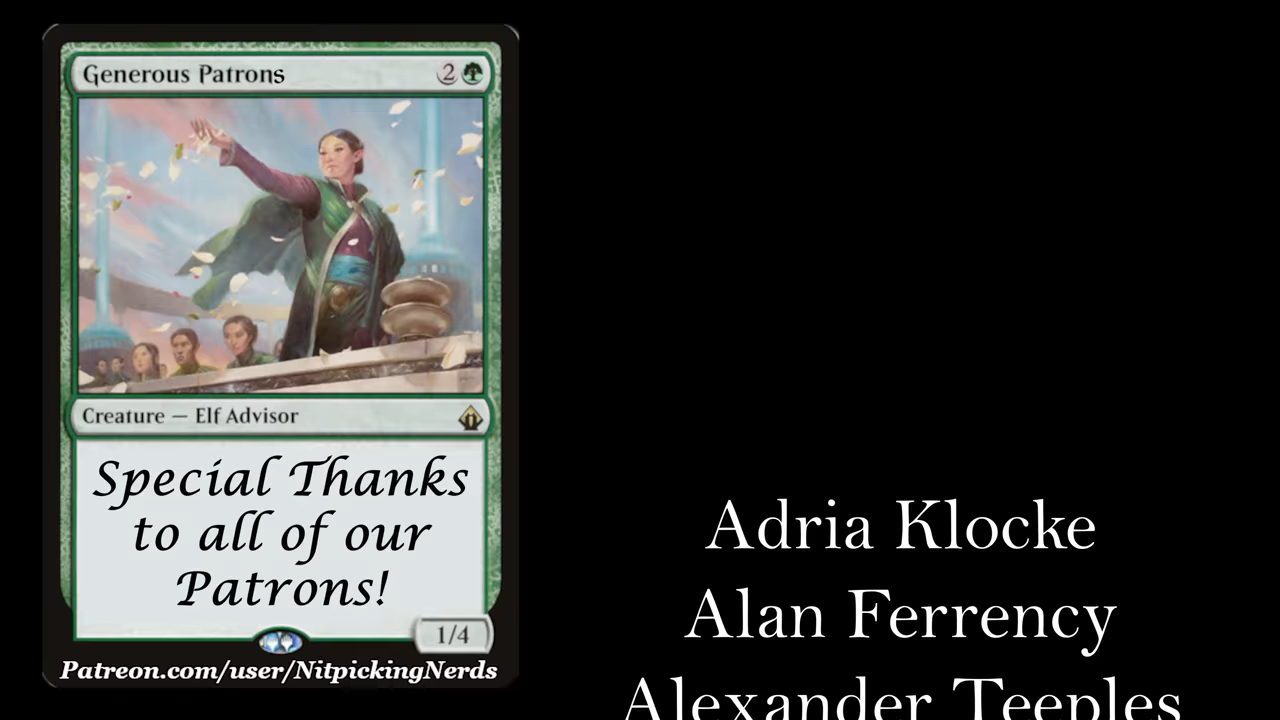 Generous Patrons 2
Creature — Elf Advisor
Special Thanks
to all of our
Patrons!
1/4
Patreon.com/user/NitpickingNerds
Adria Klocke
Alan Ferrency
Alexander Teeples